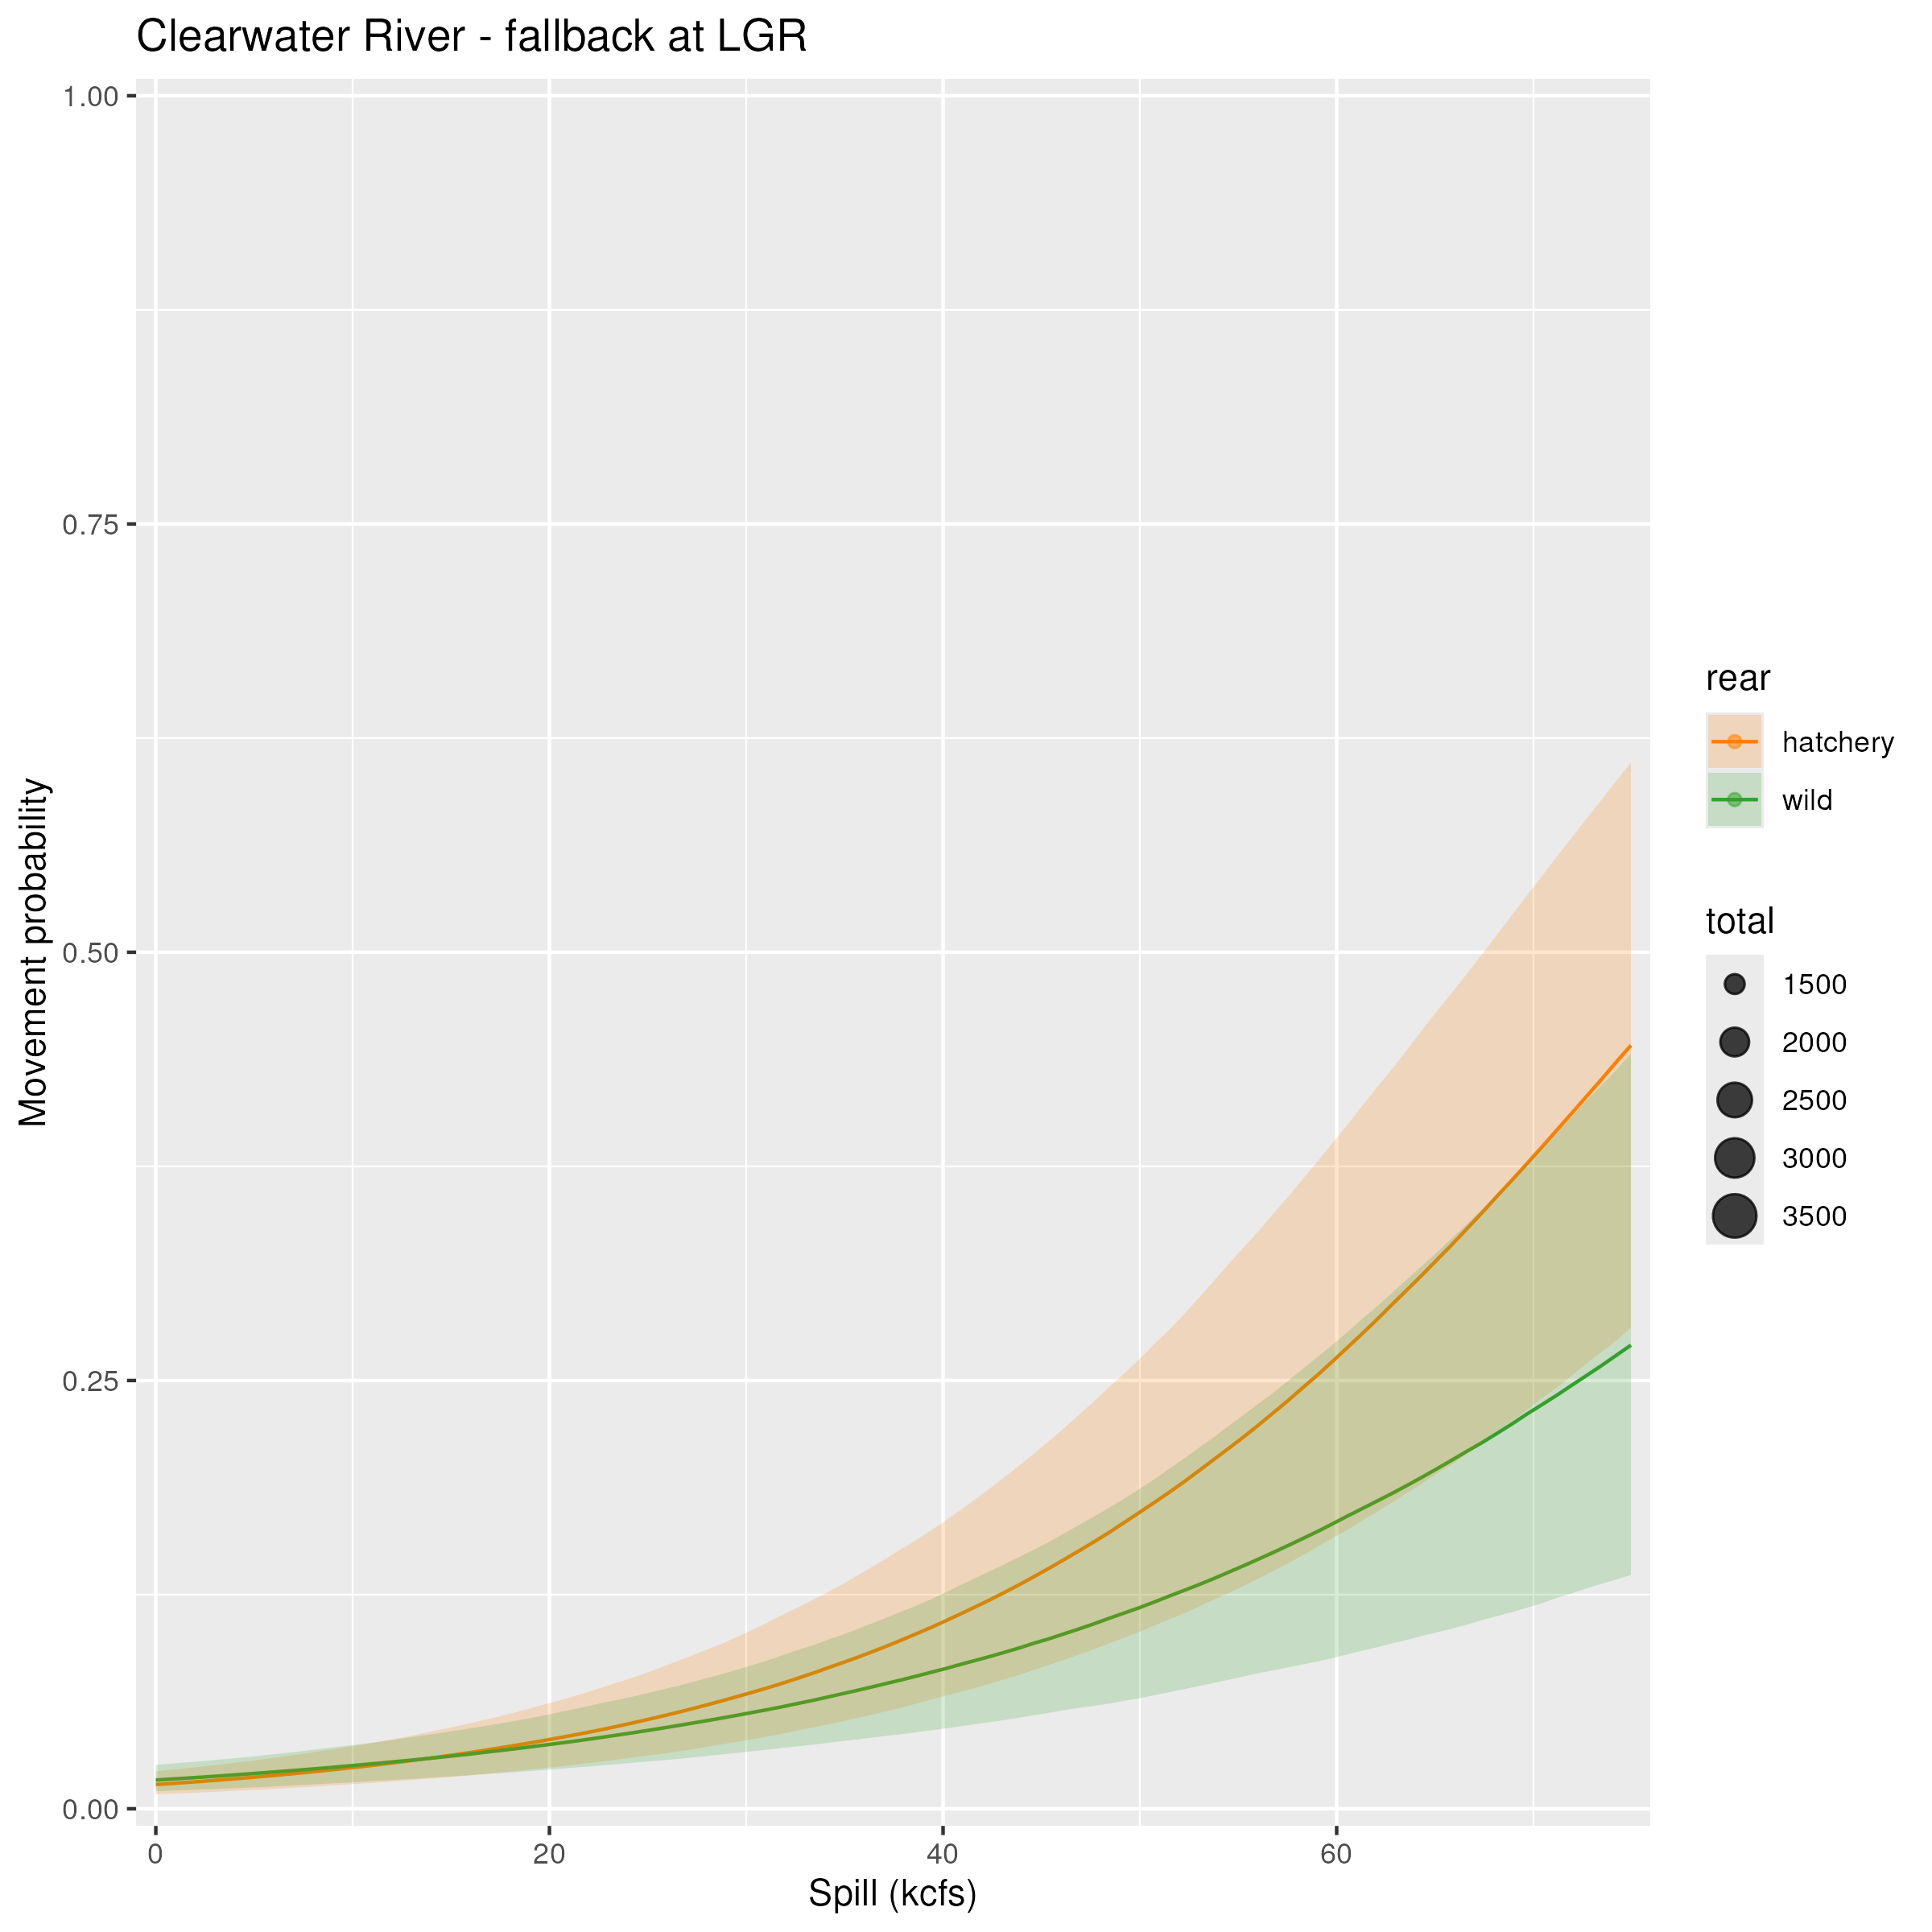 Clearwater River - fallback at LGR
1.00
0.75
0.50
0.25
0.00
Movement probability
0
20
40
60
Spill (kcfs)
rear
hatchery
wild
total
1500
2000
2500
3000
3500